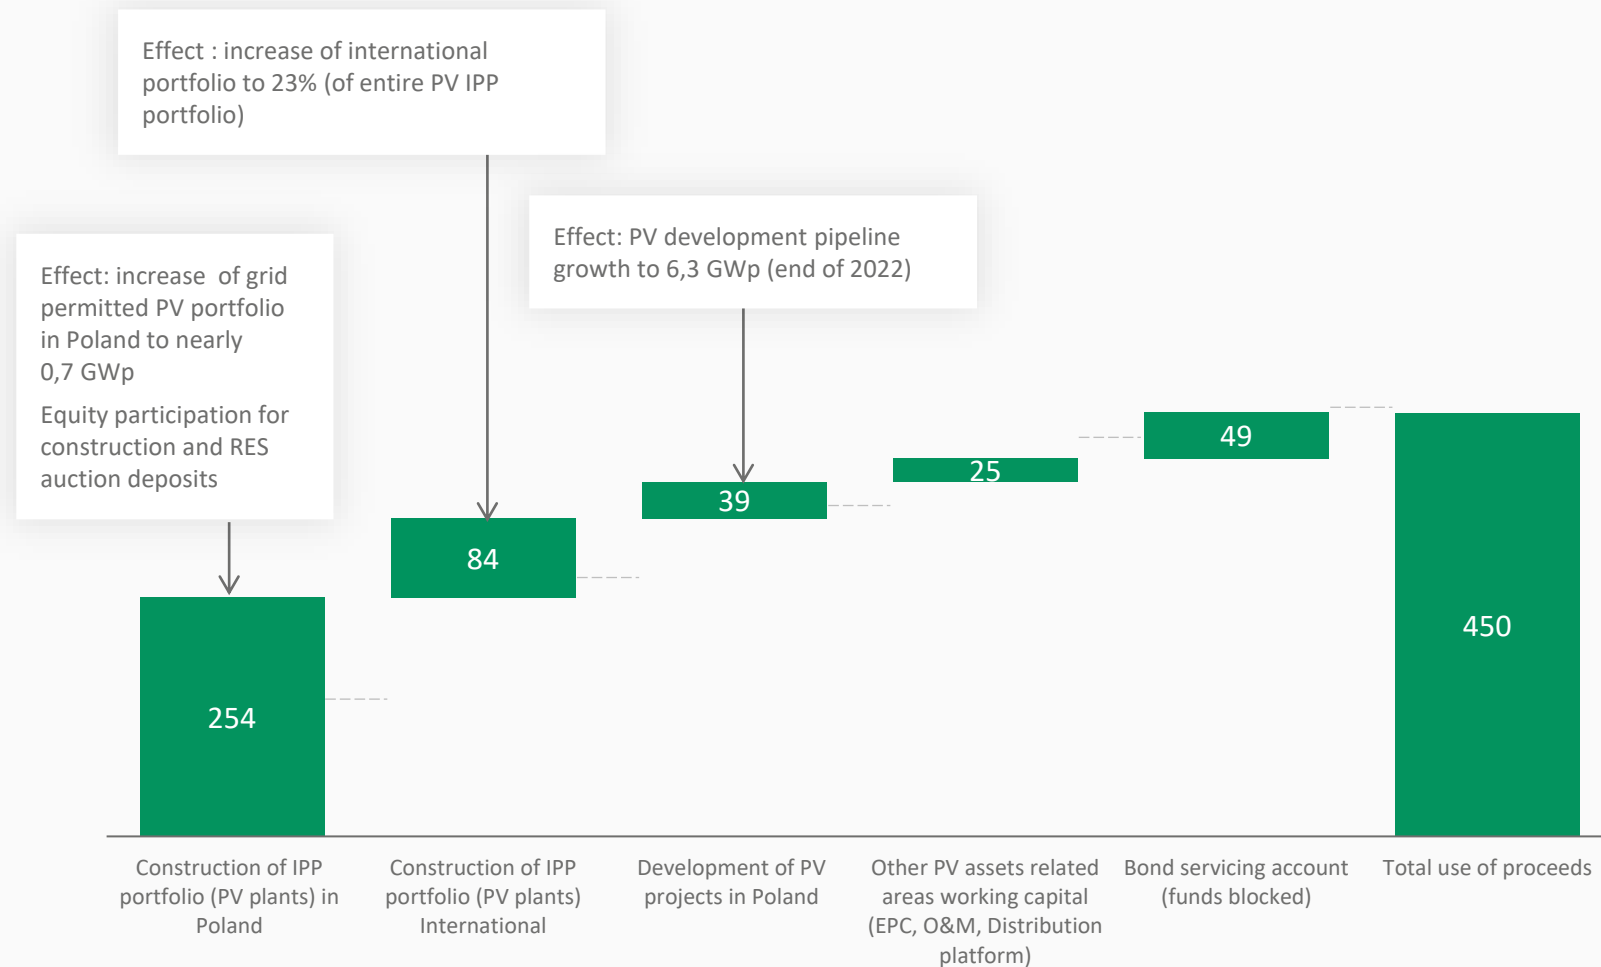 Effect : increase of international
portfolio to 23% (of entire PV IPP
portfolio)
Effect: PV development pipeline
growth to 6,3 GWp (end of 2022)
Effect: increase  of grid
permitted PV portfolio
in Poland to nearly
0,7 GWp
Equity participation for
construction and RES
auction deposits
254
84
39
25
49
450
Construction of IPP
portfolio (PV plants) in
Poland
Construction of IPP
portfolio (PV plants)
International
Development of PV
projects in Poland
Other PV assets related
areas working capital
(EPC, O&M, Distribution
platform)
Bond servicing account
(funds blocked)
Total use of proceeds